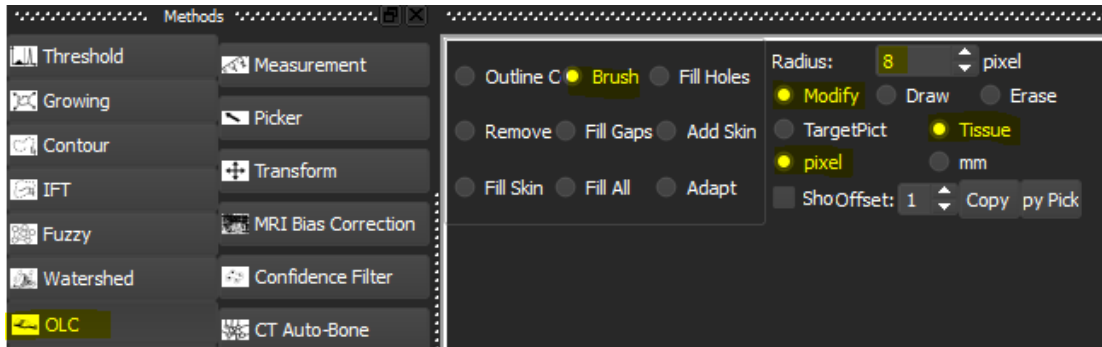 Methods
Threshold
Growing
Contour
IFT
Fuzzy
Watershed
OLC
Measurement
Picker
Transform
MRI Bias Correction
Confidence Filter
CT Auto-Bone
Outline C Brush Fill Holes
Remove Fill Gaps Add Skin
Fill Skin Fill All Adapt
Radius: 8 pixel
Modify Draw Erase
TargetPict Tissue
pixel mm
Sho Offset: 1 Copy py Pick